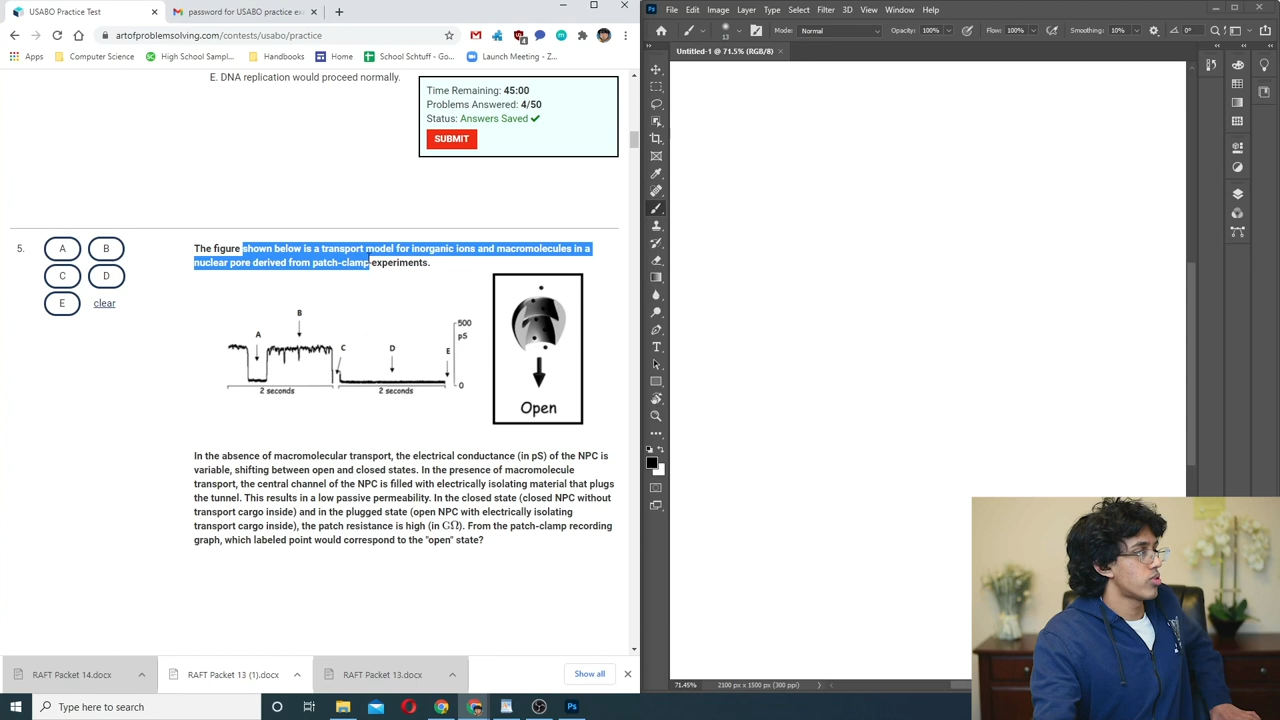 USABO Practice Test
password for USABO practice ex
artofproblemsolving.com/contests/usabo/practice
Apps
Computer Science
High School Sampl...
Handbooks
Home
School Schtuff - Go...
Launch Meeting - Z...
E. DNA replication would proceed normally.
Time Remaining: 45:00
Problems Answered: 4/50
Status: Answers Saved ✔
SUBMIT
5.
A
B
C
D
E
clear
The figure shown below is a transport model for inorganic ions and macromolecules in a
nuclear pore derived from patch-clamp experiments.
A
B
C
D
E
500
pS
0
2 seconds
2 seconds
Open
In the absence of macromolecular transport, the electrical conductance (in pS) of the NPC is
variable, shifting between open and closed states. In the presence of macromolecule
transport, the central channel of the NPC is filled with electrically isolating material that plugs
the tunnel. This results in a low passive permeability. In the closed state (closed NPC without
transport cargo inside) and in the plugged state (open NPC with electrically isolating
transport cargo inside), the patch resistance is high (in GΩ). From the patch-clamp recording
graph, which labeled point would correspond to the "open" state?
RAFT Packet 14.docx
RAFT Packet 13 (1).docx
RAFT Packet 13.docx
Show all
Type here to search
Ps
File Edit Image Layer Type Select Filter 3D View Window Help
13
Mode: Normal
Opacity: 100%
Flow: 100%
Smoothing: 10%
0°
Untitled-1 @ 71.5% (RGB/8)
71.45%
2100 px x 1500 px (300 ppi)
Ps